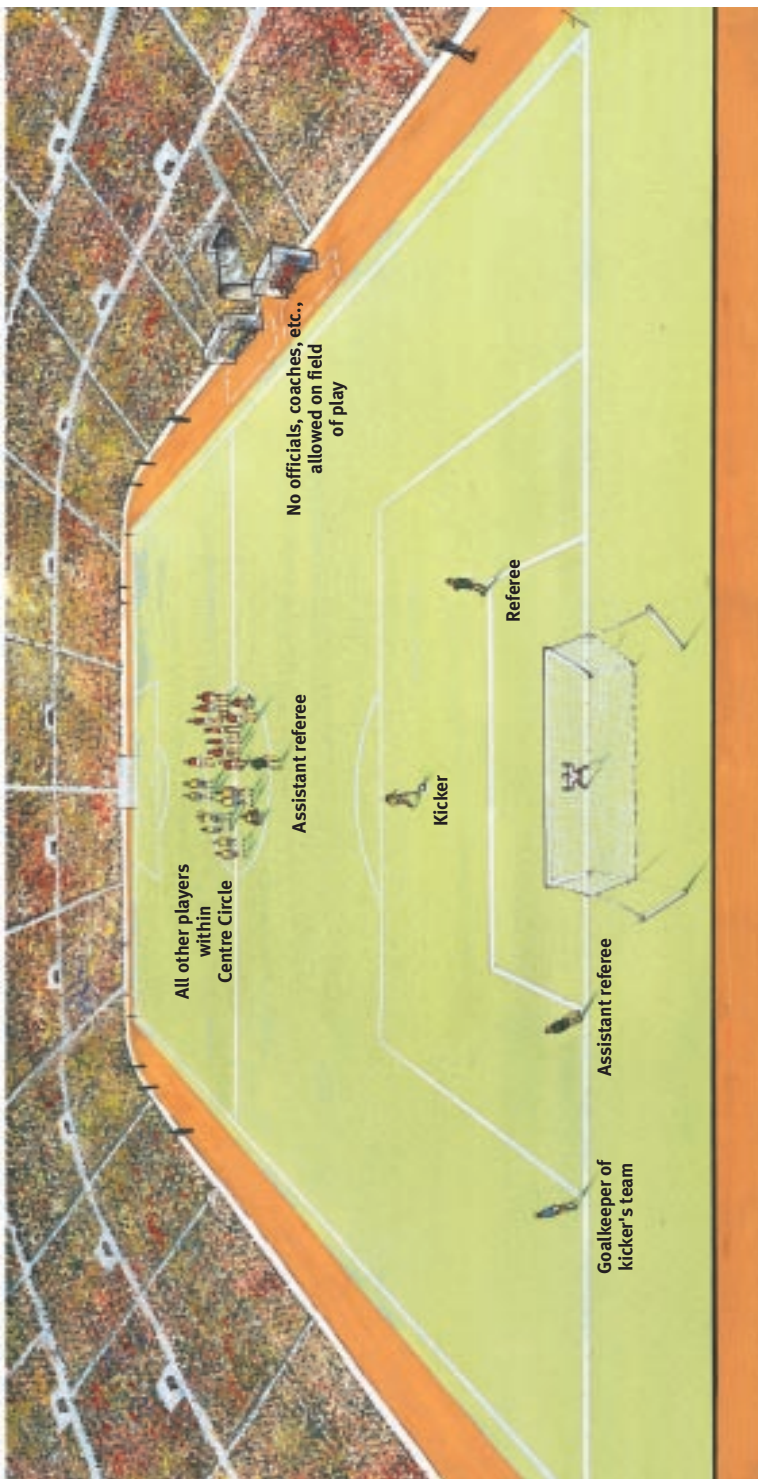 All other players
within
Centre Circle
No officials, coaches, etc.,
allowed on field
of play
Assistant referee
Kicker
Referee
Goalkeeper of
kicker's team
Assistant referee